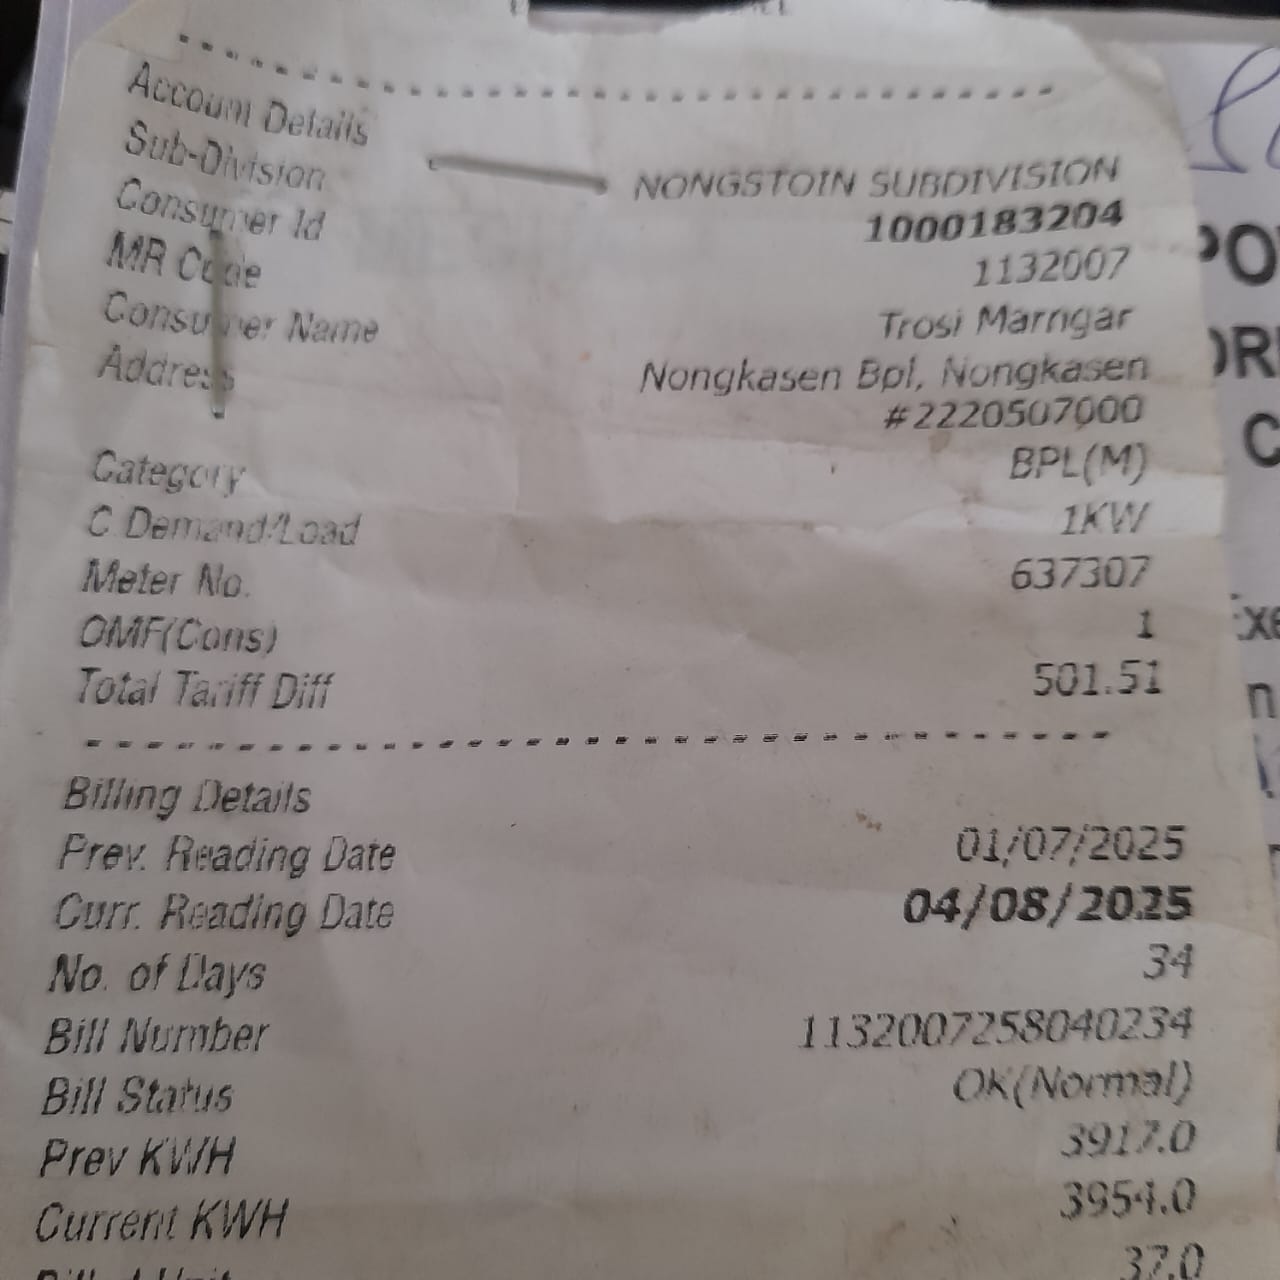 Account Details
Sub-Division NONGSTOIN SUBDIVISION
Consumer Id 1000183204
MR Code 1132007
Consumer Name Trosi Marngar
Address Nongkasen Bpl, Nongkasen
#2220507000
Category BPL(M)
C Demand/Load 1KW
Meter No. 637307
OMF(Cons) 1
Total Tariff Diff 501.51
Billing Details
Prev. Reading Date 01/07/2025
Curr. Reading Date 04/08/2025
No. of Days 34
Bill Number 1132007258040234
Bill Status OK(Normal)
Prev KWH 3917.0
Current KWH 3954.0
37.0